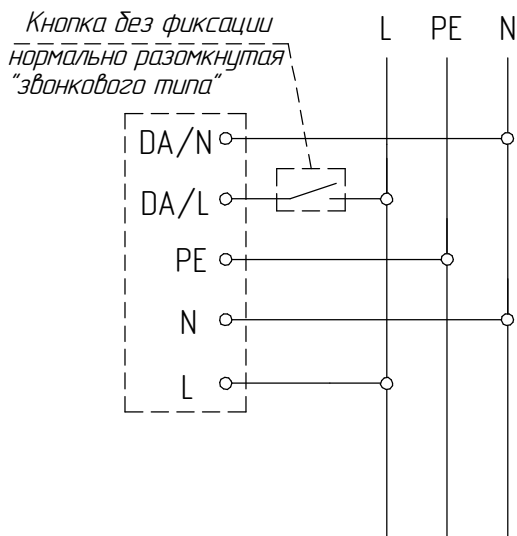 Кнопка без фиксации
нормально разомкнутая
"звонкового типа"
L PE N
DA/N
DA/L
PE
N
L